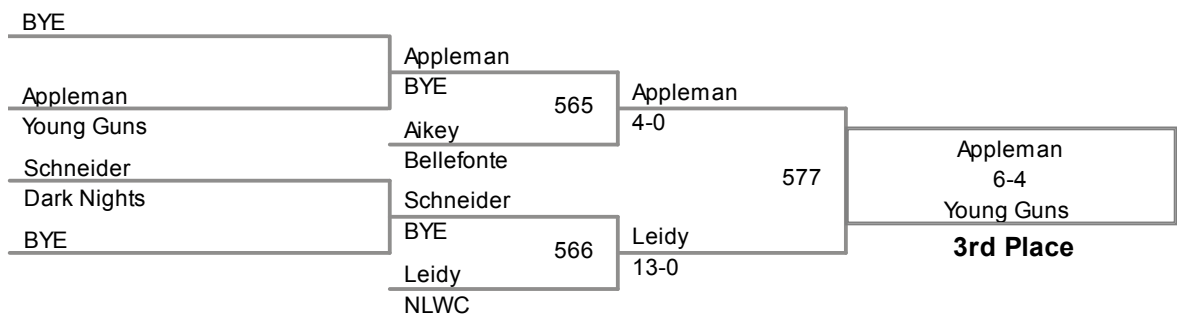 BYE
Appleman
Young Guns
Schneider
Dark Nights
BYE
Appleman
BYE
565
Aikey
Bellefonte
Schneider
BYE
566
Leidy
NLWC
Appleman
4-0
577
Leidy
13-0
Appleman
6-4
Young Guns
3rd Place